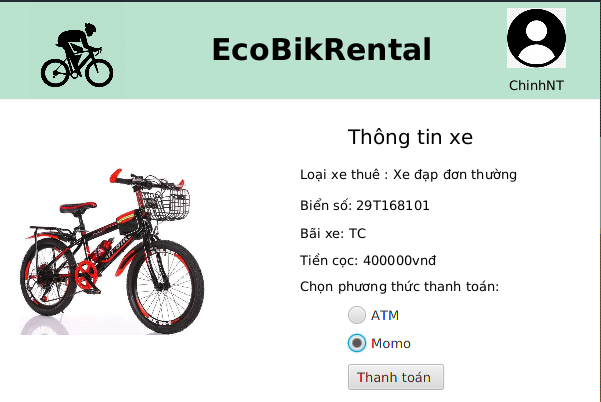 EcoBikRental
ChinhNT
Thông tin xe
Loại xe thuê : Xe đạp đơn thường
Biển số: 29T168101
Bãi xe: TC
Tiền cọc: 400000vnđ
Chọn phương thức thanh toán:
ATM
Momo
Thanh toán